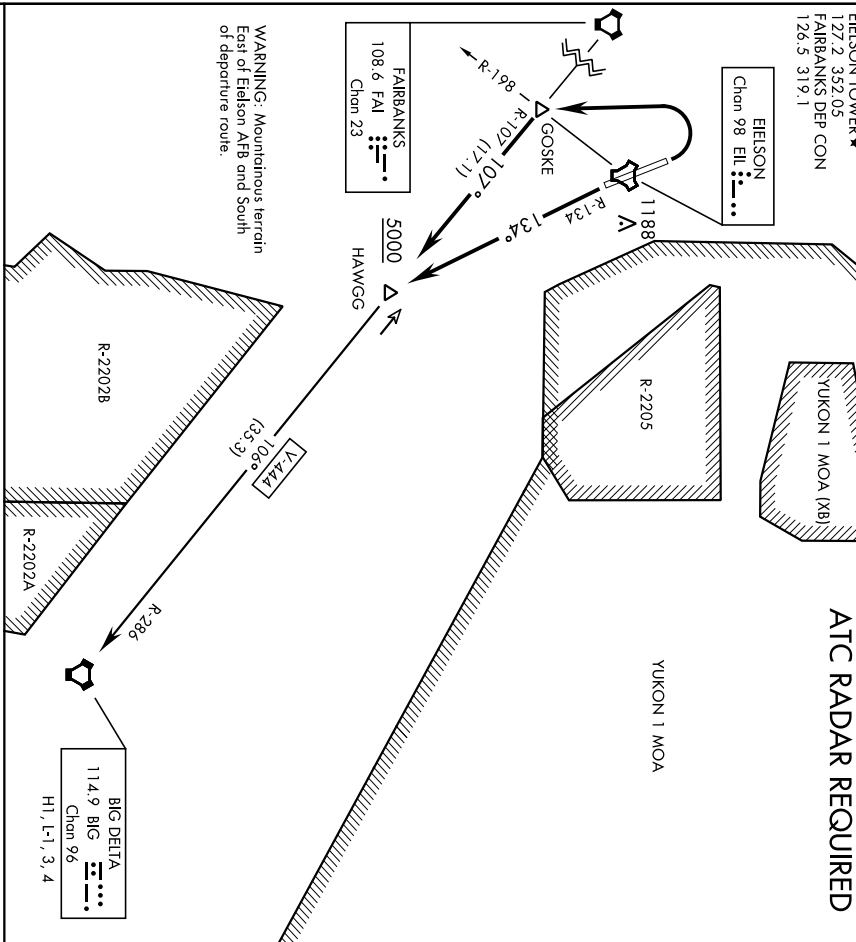 EIELSON TOWER★
127.2 352.05
FAIRBANKS DEP CON
126.5 319.1
ATC RADAR REQUIRED
EIELSON
Chan 98 EIL
YUKON 1 MOA (XB)
1188
R-2205
YUKON 1 MOA
GOSKE
R-198
R-107
(17.1)
107°
R-134
134°
FAIRBANKS
108.6 FAI
Chan 23
5000
HAWGG
V-444
106°
(35.3)
R-286
WARNING: Mountainous terrain
East of Eielson AFB and South
of departure route.
R-2202B
R-2202A
BIG DELTA
114.9 BIG
Chan 96
H1, L-1, 3, 4